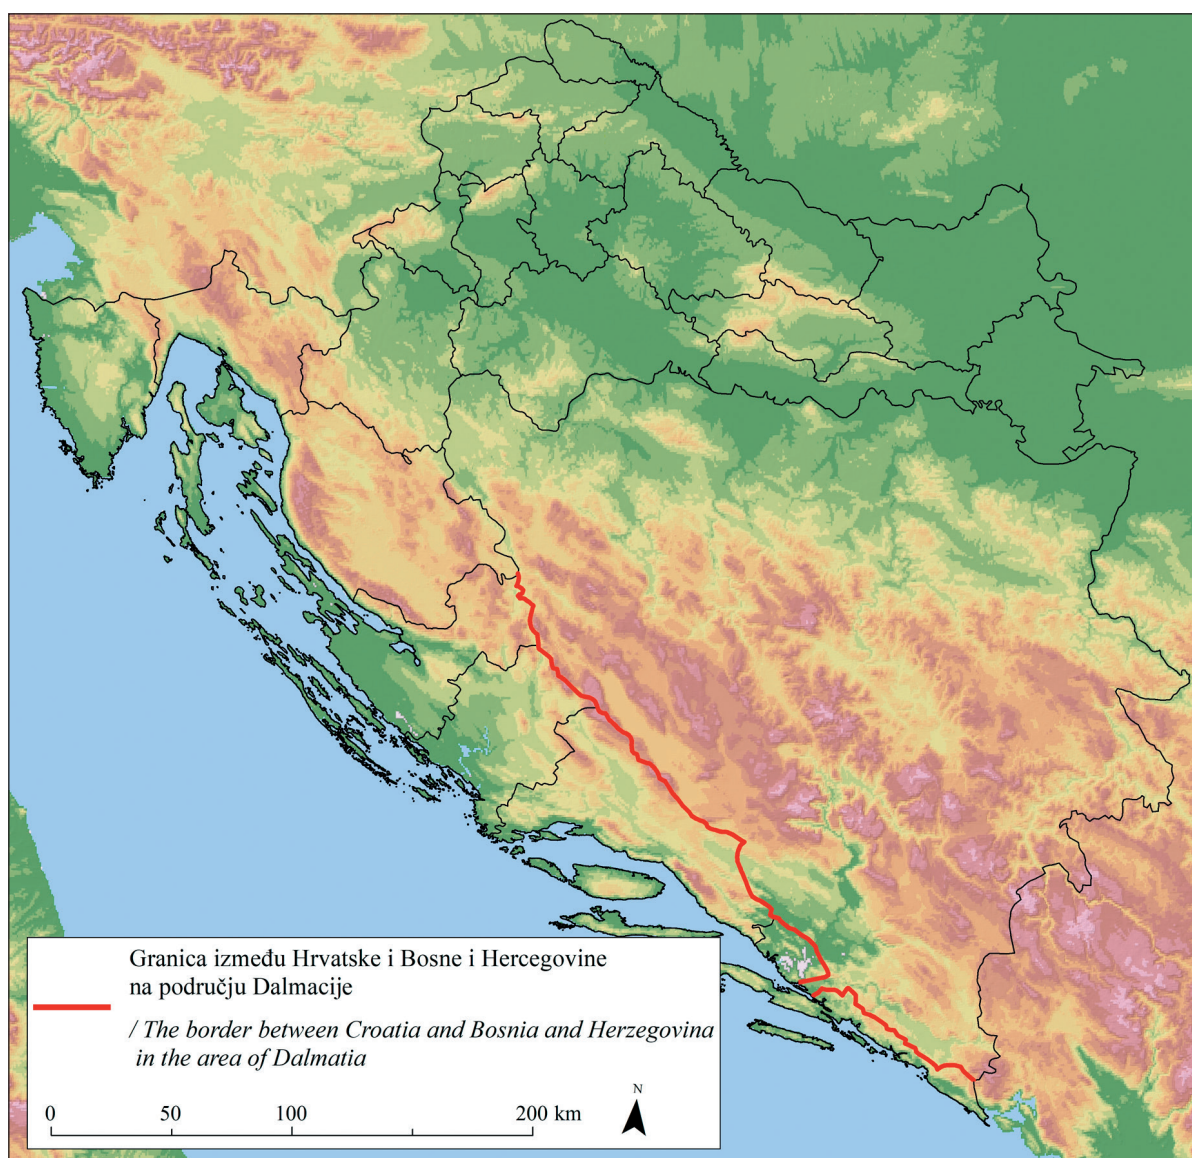 Granica između Hrvatske i Bosne i Hercegovine
na području Dalmacije
/ The border between Croatia and Bosnia and Herzegovina
in the area of Dalmatia
0 50 100 200 km
N